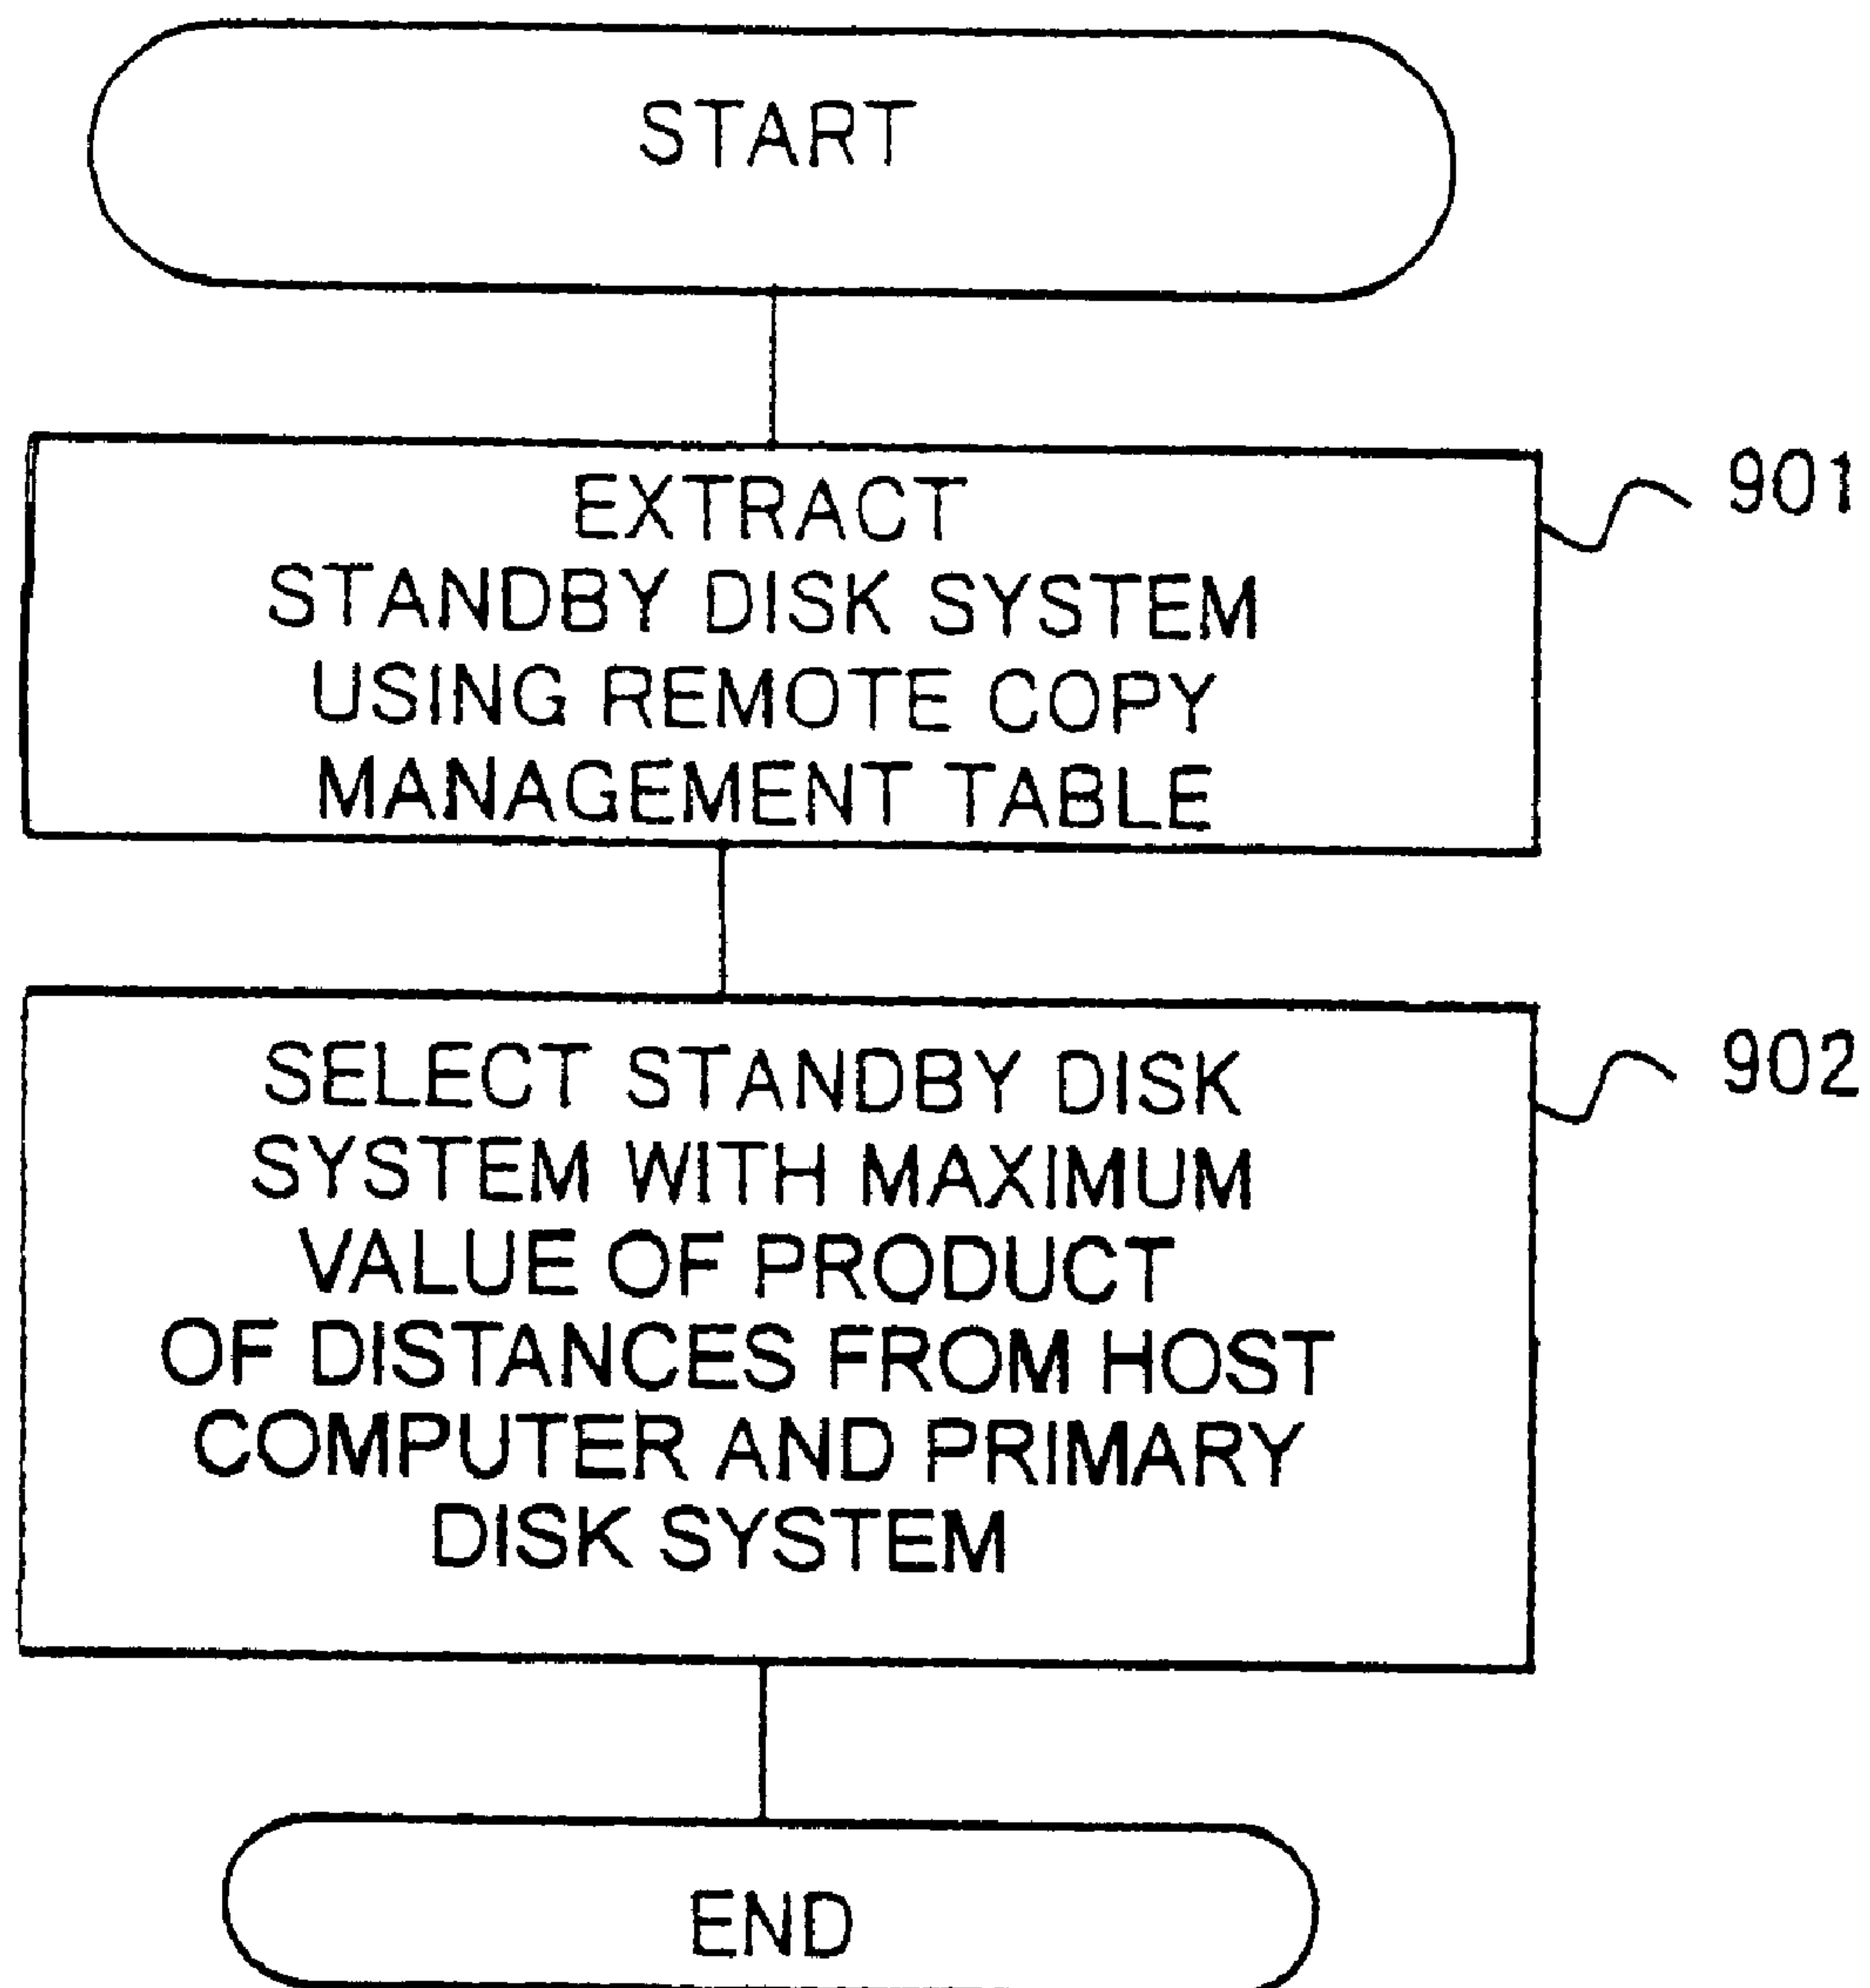 START
EXTRACT
STANDBY DISK SYSTEM
USING REMOTE COPY
MANAGEMENT TABLE
901
SELECT STANDBY DISK
SYSTEM WITH MAXIMUM
VALUE OF PRODUCT
OF DISTANCES FROM HOST
COMPUTER AND PRIMARY
DISK SYSTEM
902
END